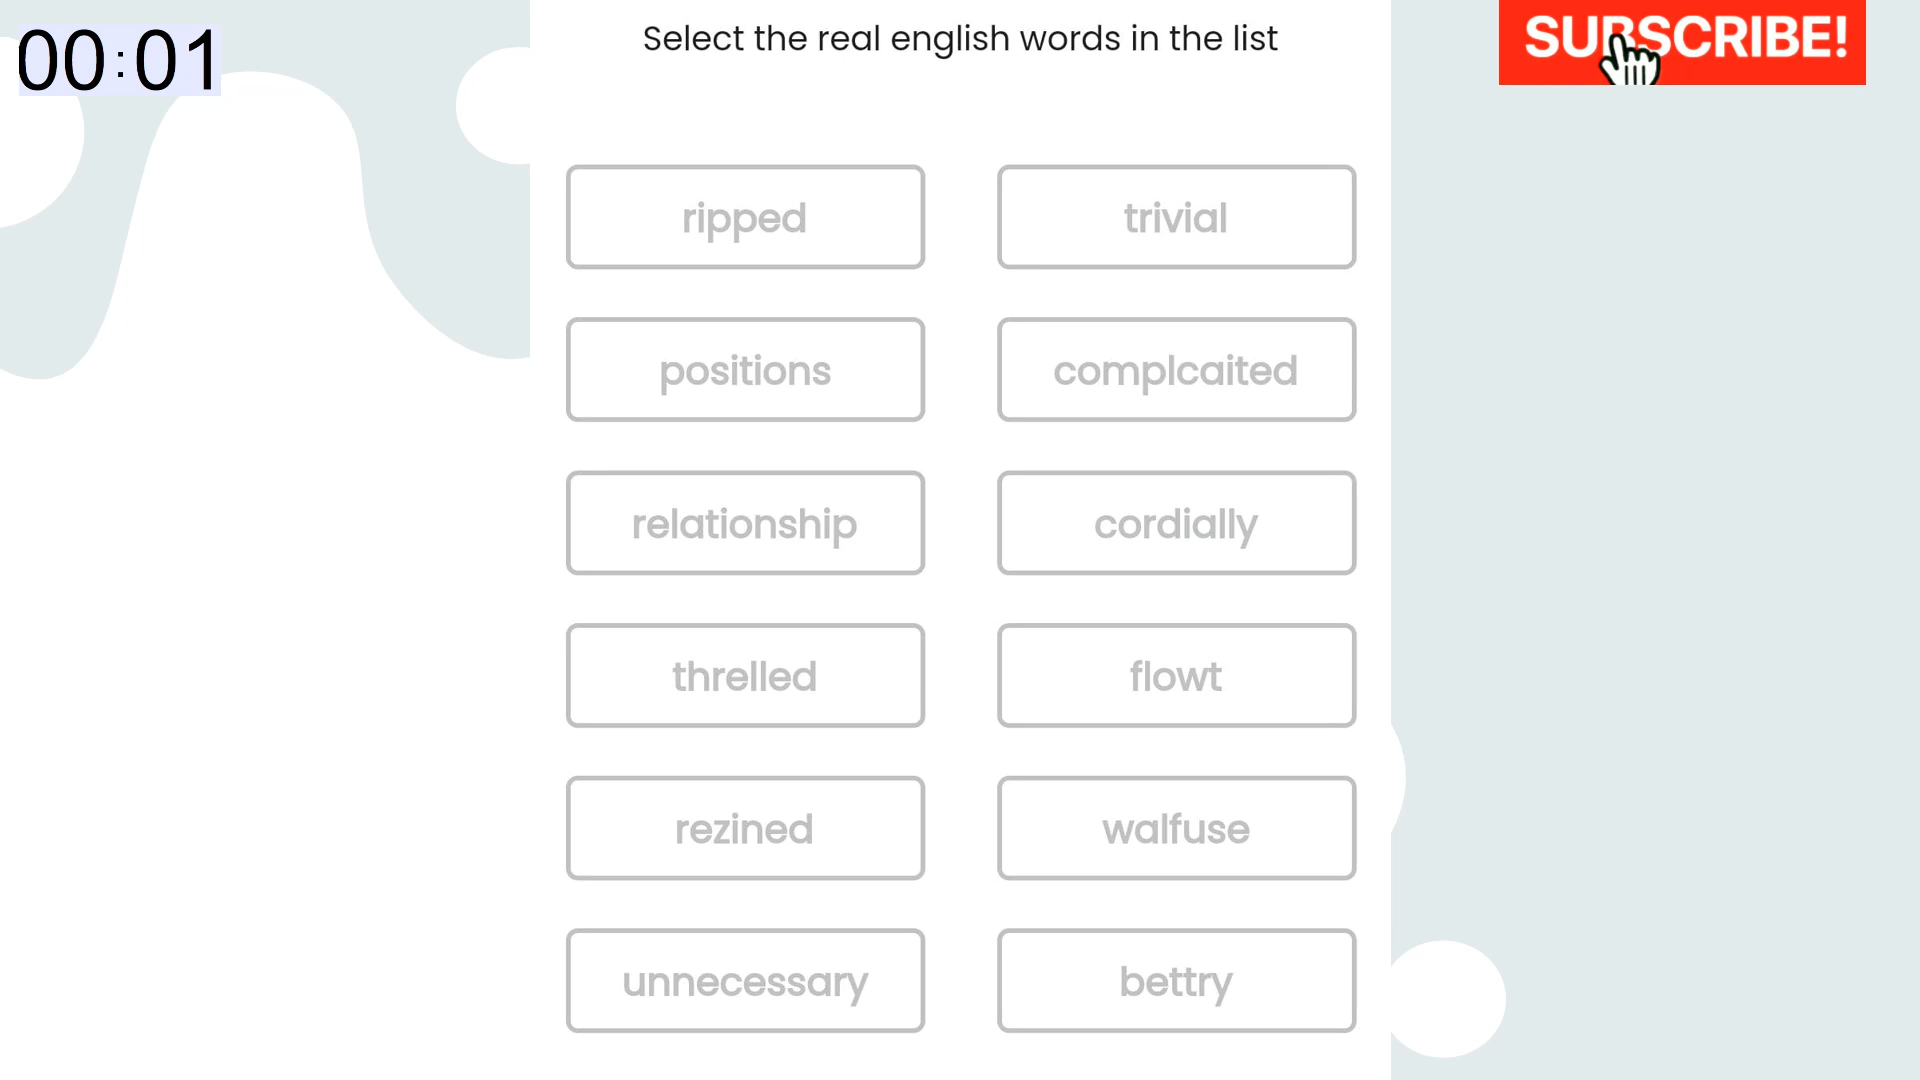 00:01
Select the real english words in the list
SUBSCRIBE!
ripped
trivial
positions
complcaited
relationship
cordially
threlled
flowt
rezined
walfuse
unnecessary
bettry